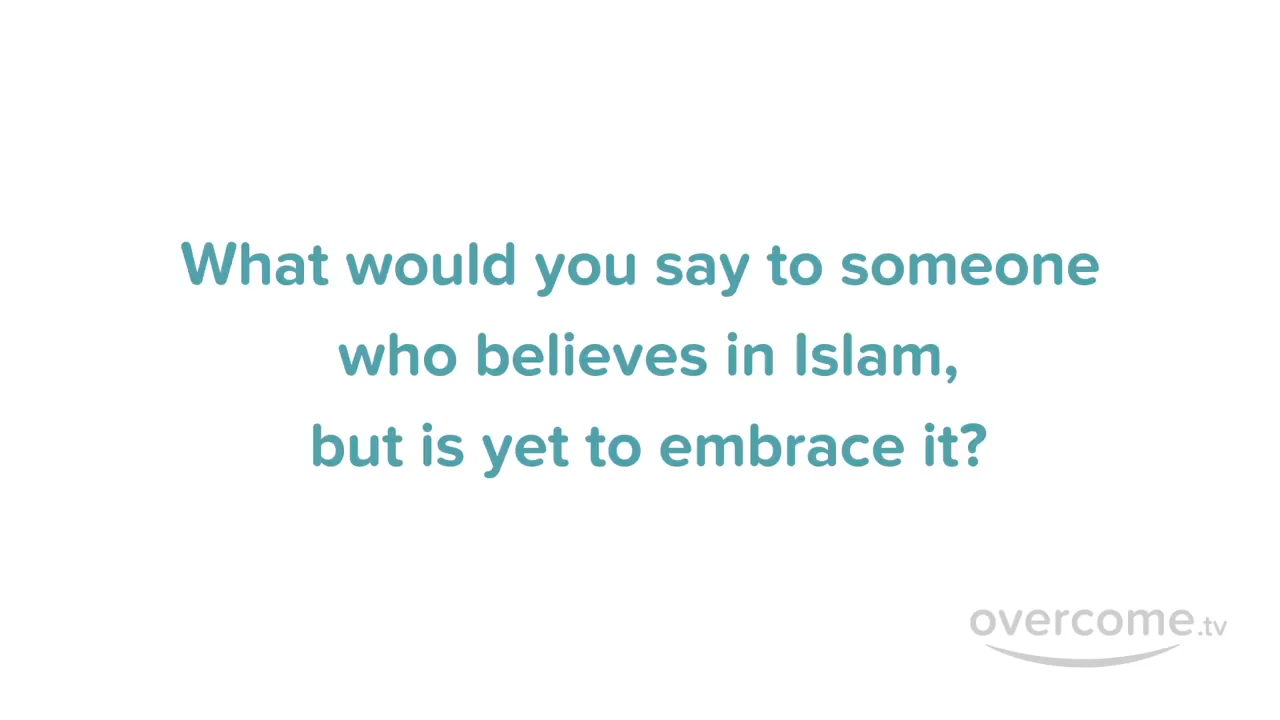 What would you say to someone
who believes in Islam,
but is yet to embrace it?
overcome.tv